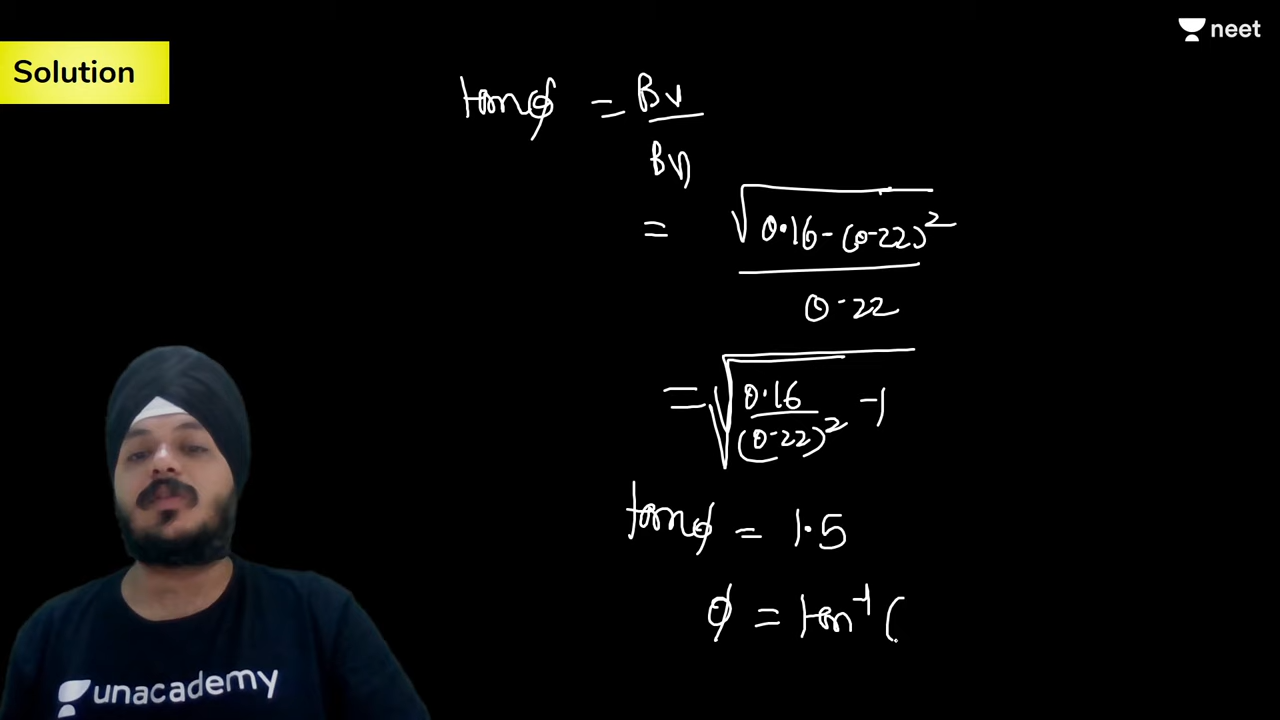 neet
Solution
tanφ = BV
BH
= √0.16-(0.22)²
0.22
= √0.16 -1
(0.22)²
tanφ = 1.5
φ = tan⁻¹(
unacademy